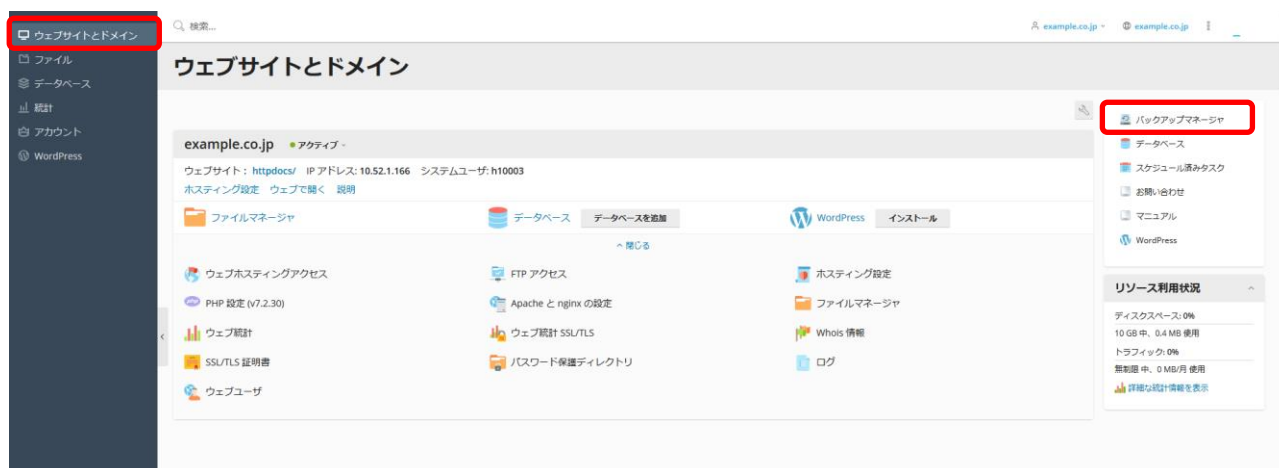 ウェブサイトとドメイン
ファイル
データベース
統計
アカウント
WordPress
検索...
example.co.jp
example.co.jp
ウェブサイトとドメイン
example.co.jp アクティブ
ウェブサイト : httpdocs/ IP アドレス: 10.52.1.166 システムユーザ: h10003
ホスティング設定 ウェブで開く 説明
ファイルマネージャ
データベース データベースを追加
WordPress インストール
閉じる
ウェブホスティングアクセス
FTP アクセス
ホスティング設定
PHP 設定 (v7.2.30)
Apache と nginx の設定
ファイルマネージャ
ウェブ統計
ウェブ統計 SSL/TLS
Whois 情報
SSL/TLS 証明書
パスワード保護ディレクトリ
ログ
ウェブユーザ
バックアップマネージャ
データベース
スケジュール済みタスク
お問い合わせ
マニュアル
WordPress
リソース利用状況
ディスクスペース: 0%
10 GB 中、0.4 MB 使用
トラフィック: 0%
無制限 中、0 MB/月 使用
詳細な統計情報を表示